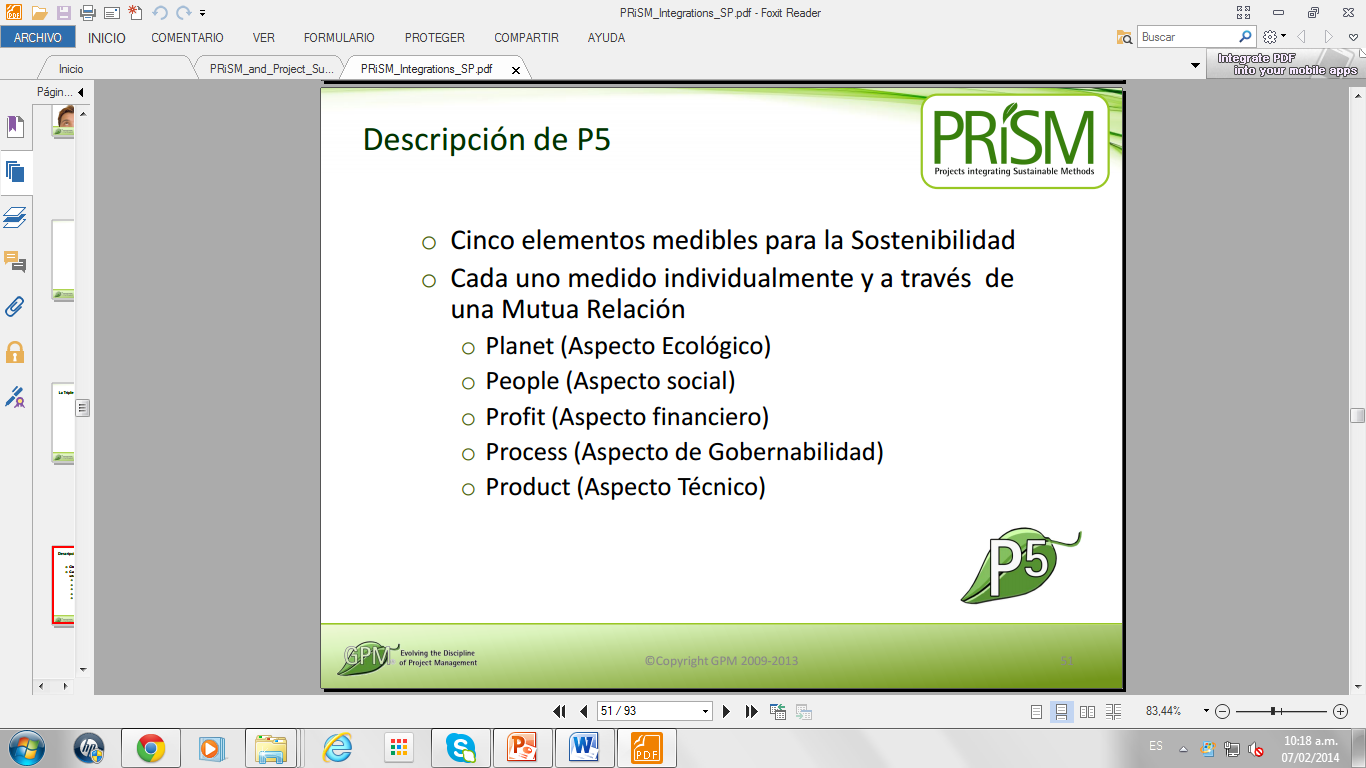 PRiSM_Integrations_SP.pdf - Foxit Reader
ARCHIVO INICIO COMENTARIO VER FORMULARIO PROTEGER COMPARTIR AYUDA
Buscar
Inicio PRiSM_and_Project_Su... PRiSM_Integrations_SP.pdf
Integrate PDF
into your mobile apps
Págin...
Descripción de P5
PRiSM
Projects integrating Sustainable Methods
Cinco elementos medibles para la Sostenibilidad
Cada uno medido individualmente y a través de
una Mutua Relación
Planet (Aspecto Ecológico)
People (Aspecto social)
Profit (Aspecto financiero)
Process (Aspecto de Gobernabilidad)
Product (Aspecto Técnico)
P5
GPM
Evolving the Discipline
of Project Management
©Copyright GPM 2009-2013
51
51 / 93
83,44%
ES
10:18 a.m.
07/02/2014